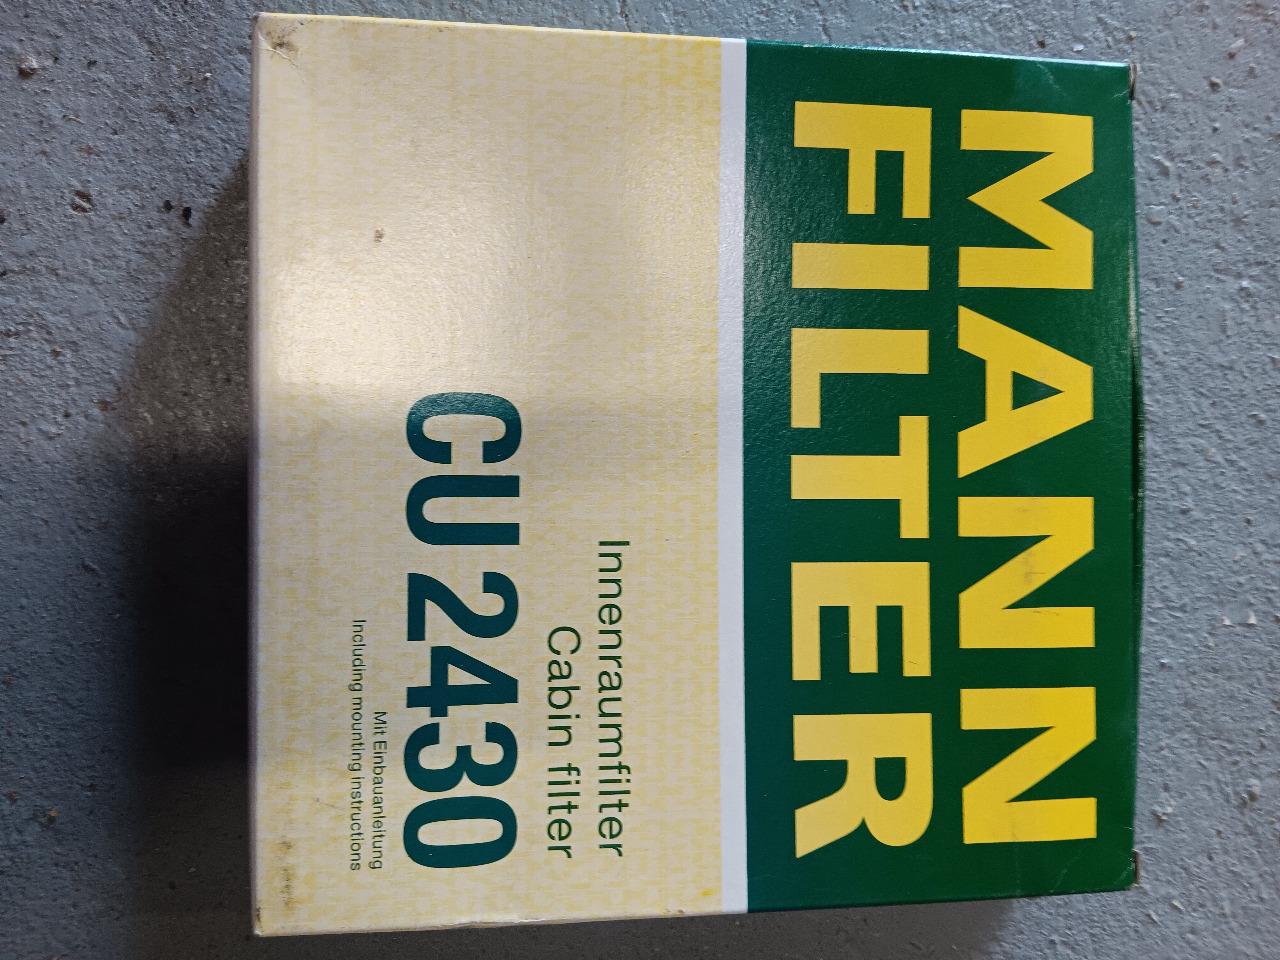 MANN
FILTER
Innenraumfilter
Cabin filter
CU 2430
Mit Einbauanleitung
Including mounting instructions